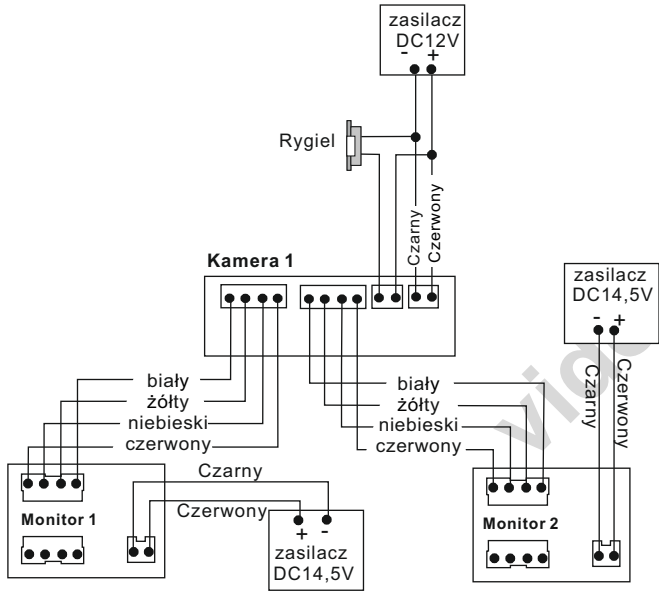 zasilacz
DC12V
- +
Rygiel
Czarny
Czerwony
Kamera 1
zasilacz
DC14,5V
- +
Czarny
Czerwony
biały
żółty
niebieski
czerwony
biały
żółty
niebieski
czerwony
Czarny
Czerwony
Monitor 1
+ -
zasilacz
DC14,5V
Monitor 2